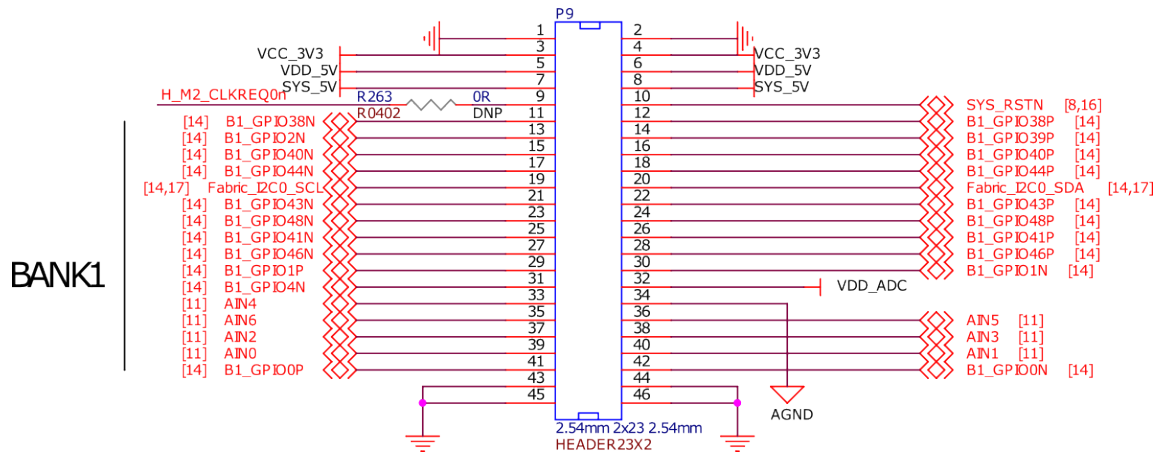 P9
1 2
VCC_3V3 3 4 VCC_3V3
VDD_5V 5 6 VDD_5V
SYS_5V 7 8 SYS_5V
H_M2_CLKREQ0n R263 0R 9 10 SYS_RSTN [8,16]
R0402 DNP
[14] B1_GPIO38N 11 12 B1_GPIO38P [14]
[14] B1_GPIO2N 13 14 B1_GPIO39P [14]
[14] B1_GPIO40N 15 16 B1_GPIO40P [14]
[14] B1_GPIO44N 17 18 B1_GPIO44P [14]
[14,17] Fabric_I2C0_SCL 19 20 Fabric_I2C0_SDA [14,17]
[14] B1_GPIO43N 21 22 B1_GPIO43P [14]
[14] B1_GPIO48N 23 24 B1_GPIO48P [14]
[14] B1_GPIO41N 25 26 B1_GPIO41P [14]
[14] B1_GPIO46N 27 28 B1_GPIO46P [14]
BANK1
[14] B1_GPIO1P 29 30 B1_GPIO1N [14]
[14] B1_GPIO4N 31 32 VDD_ADC
[11] AIN4 33 34
[11] AIN6 35 36 AIN5 [11]
[11] AIN2 37 38 AIN3 [11]
[11] AIN0 39 40 AIN1 [11]
[14] B1_GPIO0P 41 42 B1_GPIO0N [14]
43 44
45 46
AGND
2.54mm 2x23 2.54mm
HEADER23X2